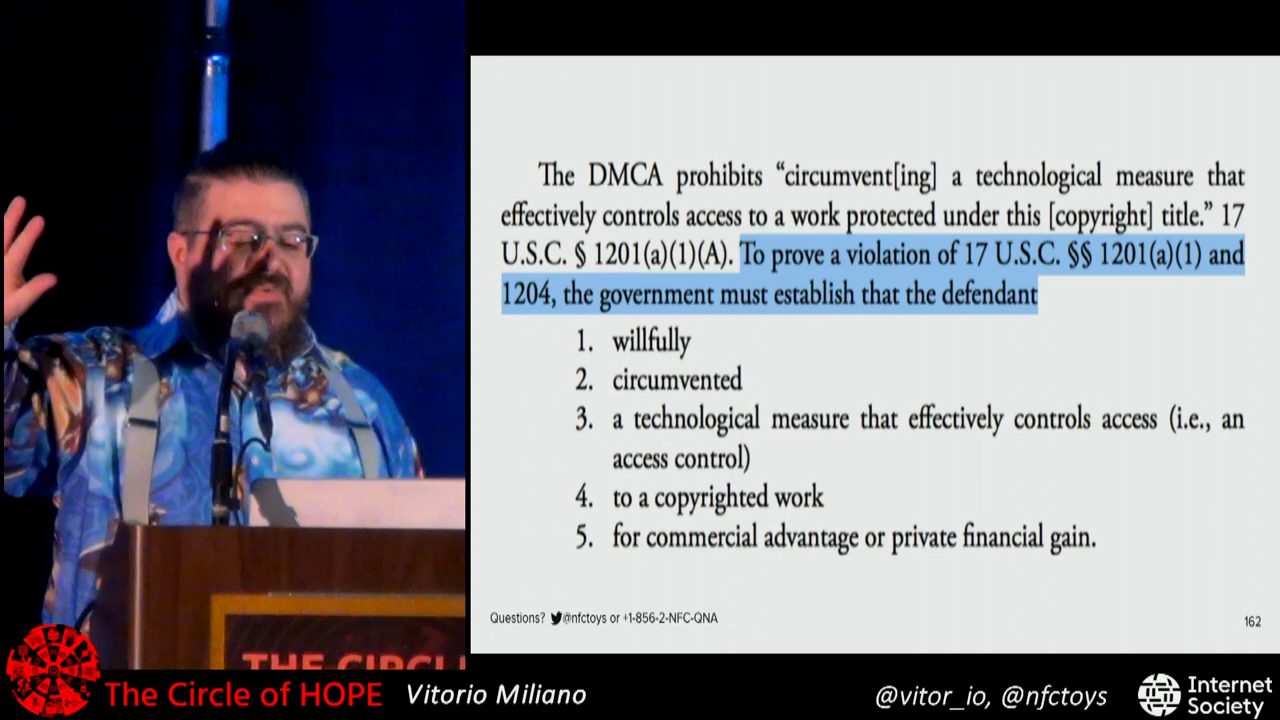 The DMCA prohibits “circumvent[ing] a technological measure that
effectively controls access to a work protected under this [copyright] title.” 17
U.S.C. § 1201(a)(1)(A). To prove a violation of 17 U.S.C. §§ 1201(a)(1) and
1204, the government must establish that the defendant
1. willfully
2. circumvented
3. a technological measure that effectively controls access (i.e., an
access control)
4. to a copyrighted work
5. for commercial advantage or private financial gain.
Questions? @nfctoys or +1-856-2-NFC-QNA
162
THE CIRCL
The Circle of HOPE
Vitorio Miliano
@vitor_io, @nfctoys
Internet
Society